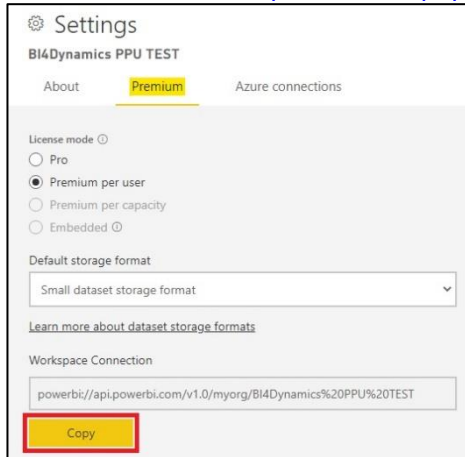 Settings
BI4Dynamics PPU TEST
About Premium Azure connections
License mode
Pro
Premium per user
Premium per capacity
Embedded
Default storage format
Small dataset storage format
Learn more about dataset storage formats
Workspace Connection
powerbi://api.powerbi.com/v1.0/myorg/BI4Dynamics%20PPU%20TEST
Copy